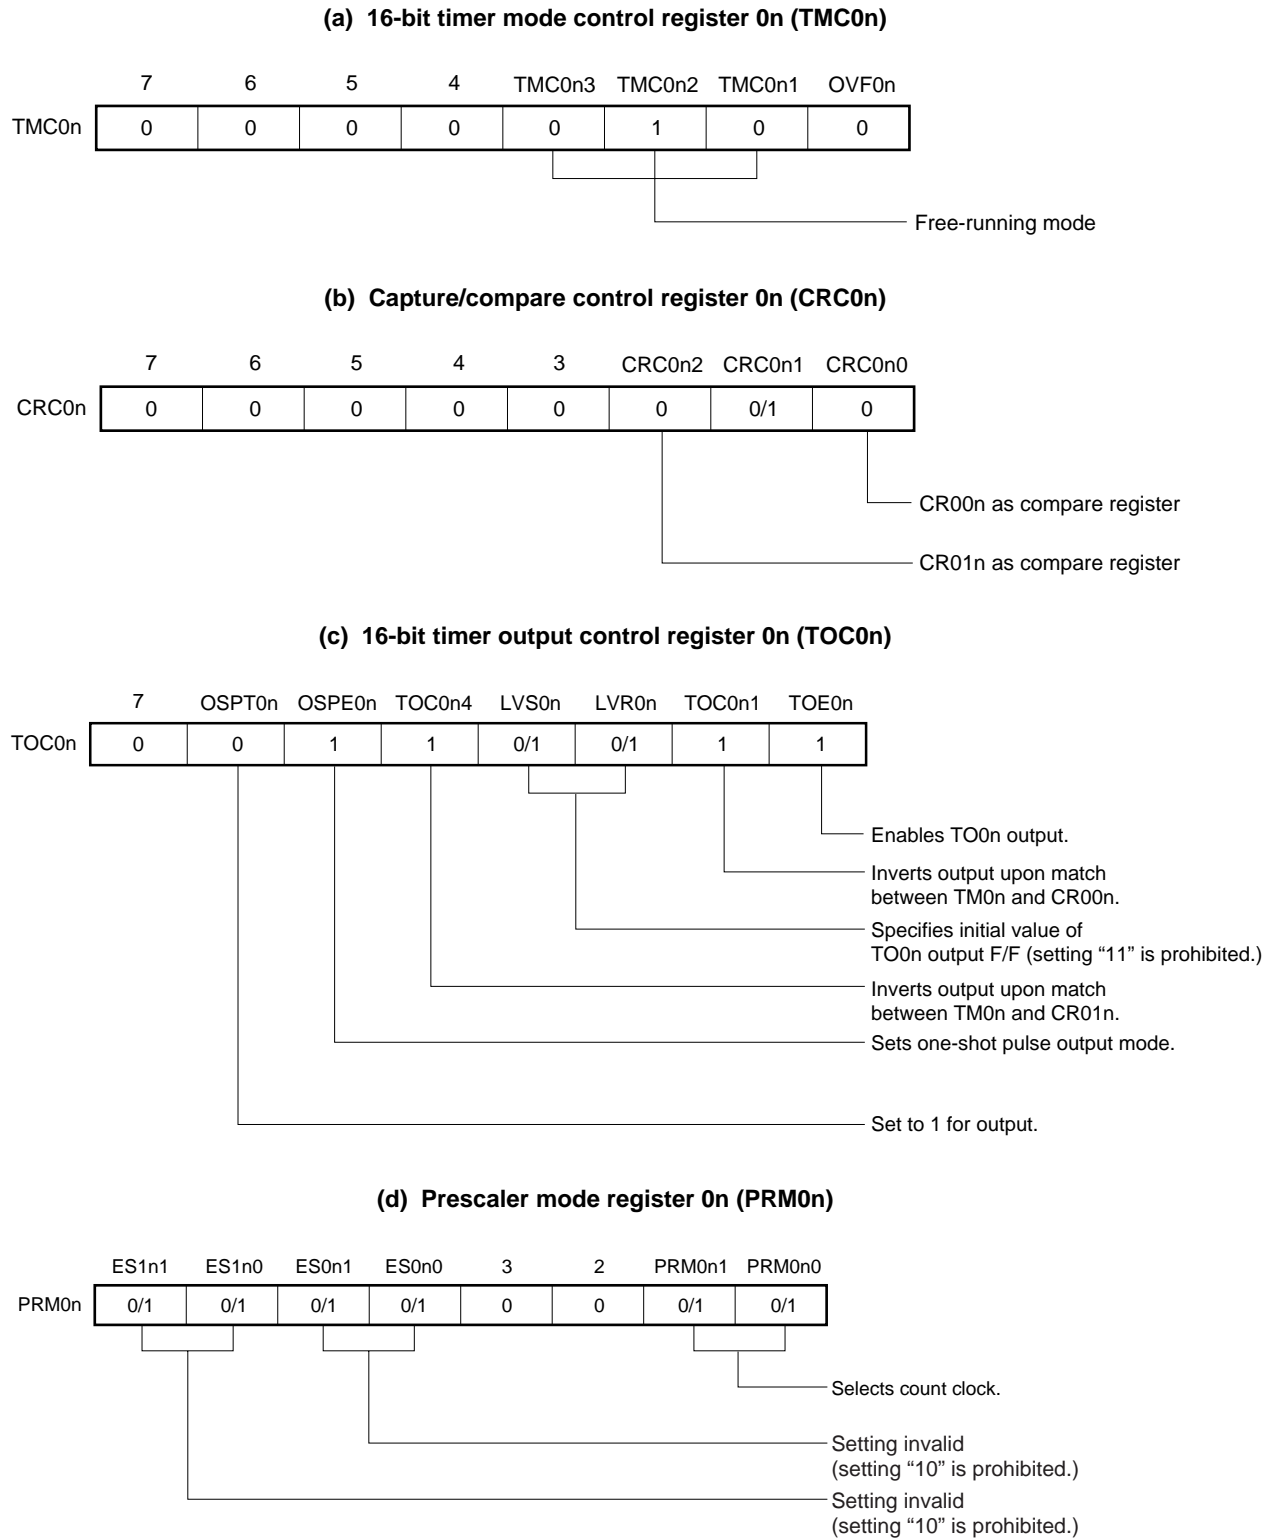 (a) 16-bit timer mode control register 0n (TMC0n)
7 6 5 4 TMC0n3 TMC0n2 TMC0n1 OVF0n
TMC0n 0 0 0 0 0 1 0 0
Free-running mode
(b) Capture/compare control register 0n (CRC0n)
7 6 5 4 3 CRC0n2 CRC0n1 CRC0n0
CRC0n 0 0 0 0 0 0 0/1 0
CR00n as compare register
CR01n as compare register
(c) 16-bit timer output control register 0n (TOC0n)
7 OSPT0n OSPE0n TOC0n4 LVS0n LVR0n TOC0n1 TOE0n
TOC0n 0 0 1 1 0/1 0/1 1 1
Enables TO0n output.
Inverts output upon match
between TM0n and CR00n.
Specifies initial value of
TO0n output F/F (setting “11” is prohibited.)
Inverts output upon match
between TM0n and CR01n.
Sets one-shot pulse output mode.
Set to 1 for output.
(d) Prescaler mode register 0n (PRM0n)
ES1n1 ES1n0 ES0n1 ES0n0 3 2 PRM0n1 PRM0n0
PRM0n 0/1 0/1 0/1 0/1 0 0 0/1 0/1
Selects count clock.
Setting invalid
(setting “10” is prohibited.)
Setting invalid
(setting “10” is prohibited.)